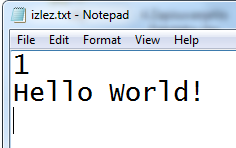 izlez.txt - Notepad
File Edit Format View Help
1
Hello World!